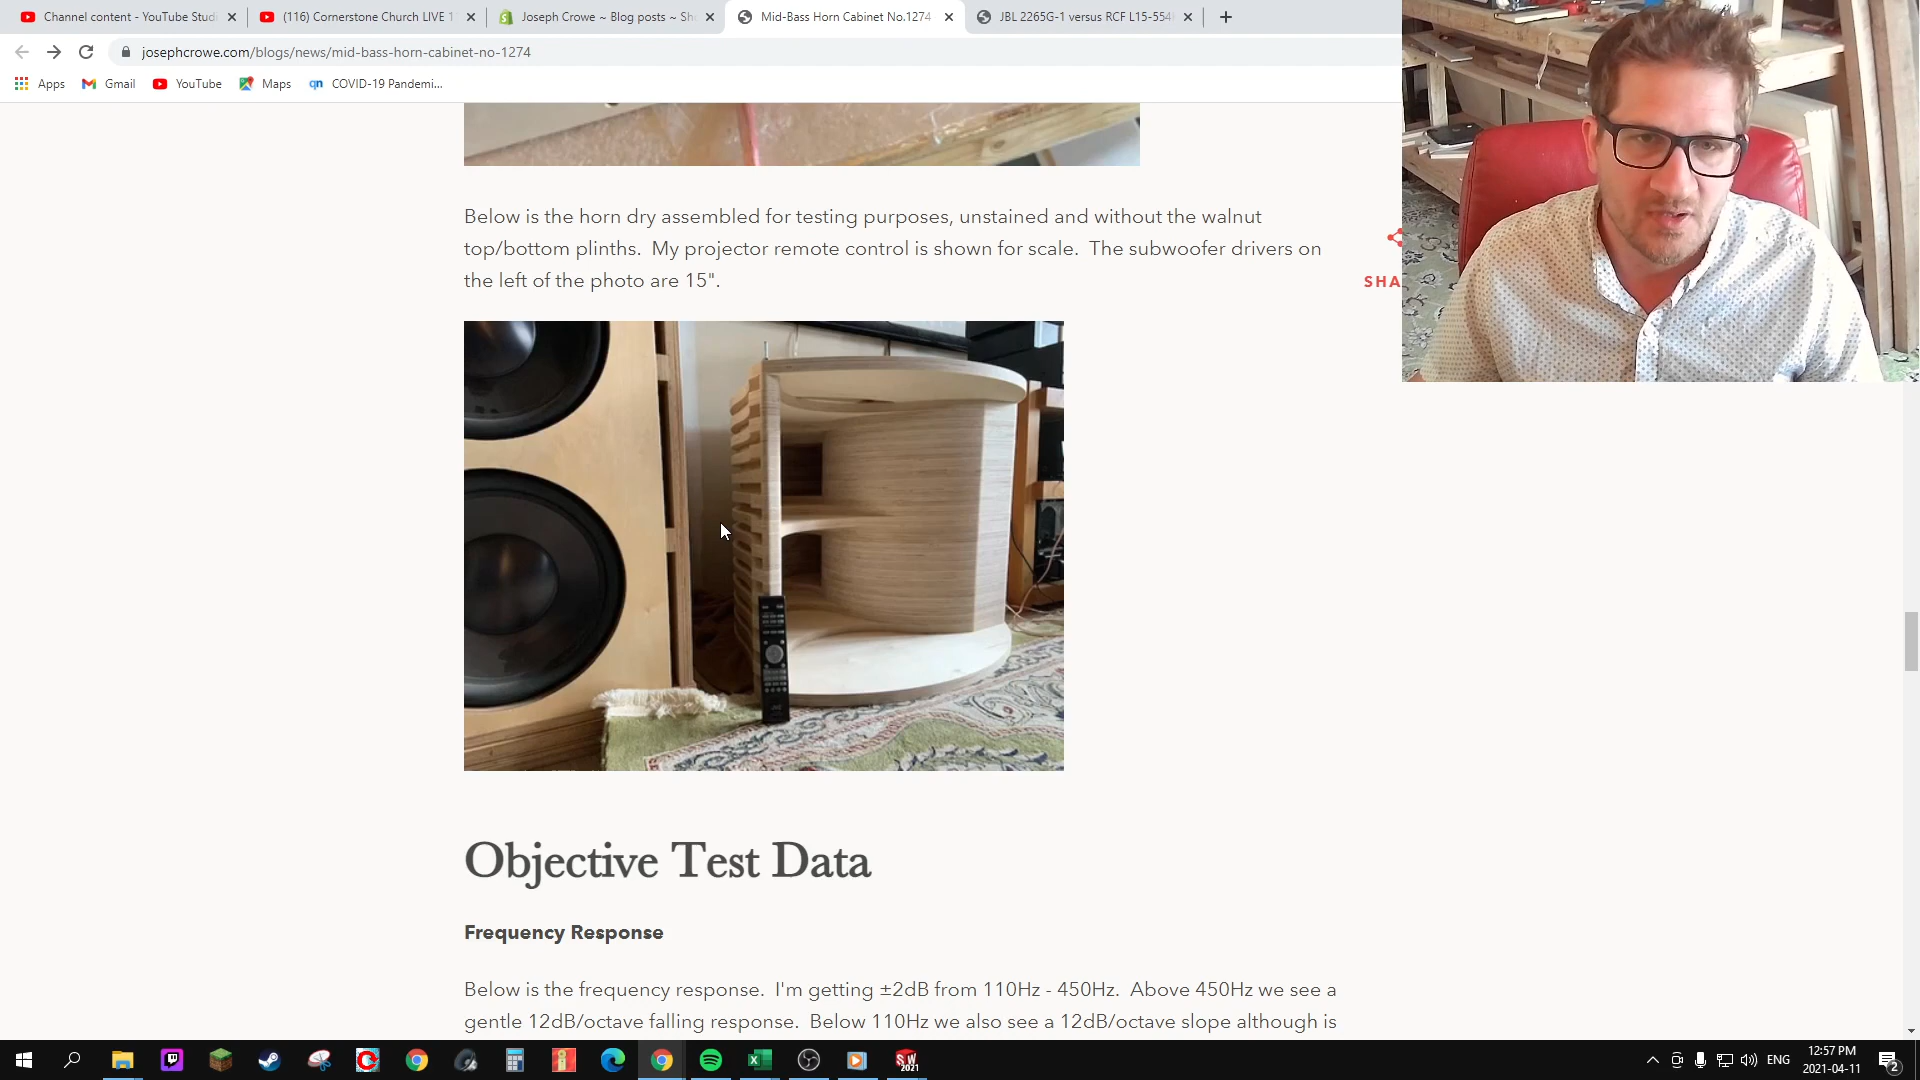 Channel content - YouTube Studi
(116) Cornerstone Church LIVE 1
Joseph Crowe ~ Blog posts ~ Sh
Mid-Bass Horn Cabinet No.1274
JBL 2265G-1 versus RCF L15-554
josephcrowe.com/blogs/news/mid-bass-horn-cabinet-no-1274
Apps
Gmail
YouTube
Maps
qn
COVID-19 Pandemi...
Below is the horn dry assembled for testing purposes, unstained and without the walnut
top/bottom plinths. My projector remote control is shown for scale. The subwoofer drivers on
the left of the photo are 15".
SHA
Objective Test Data
Frequency Response
Below is the frequency response. I'm getting ±2dB from 110Hz - 450Hz. Above 450Hz we see a
gentle 12dB/octave falling response. Below 110Hz we also see a 12dB/octave slope although is
SW
2021
ENG
12:57 PM
2021-04-11
2